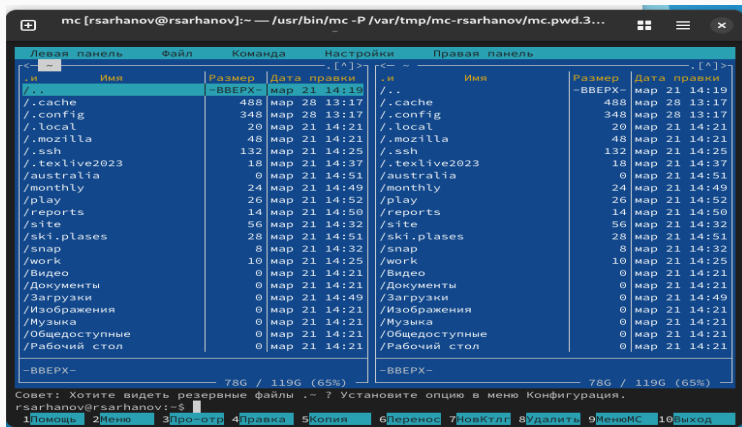 mc [rsarhanov@rsarhanov]:~ — /usr/bin/mc -P /var/tmp/mc-rsarhanov/mc.pwd.3...
Левая панель Файл Команда Настройки Правая панель
<— ~ .[^]> <— ~ .[^]>
.и Имя Размер Дата правки .и Имя Размер Дата правки
/.. -ВВЕРХ- мар 21 14:19 /.. -ВВЕРХ- мар 21 14:19
/.cache 488 мар 28 13:17 /.cache 488 мар 28 13:17
/.config 348 мар 28 13:17 /.config 348 мар 28 13:17
/.local 20 мар 21 14:21 /.local 20 мар 21 14:21
/.mozilla 48 мар 21 14:21 /.mozilla 48 мар 21 14:21
/.ssh 132 мар 21 14:25 /.ssh 132 мар 21 14:25
/.texlive2023 18 мар 21 14:37 /.texlive2023 18 мар 21 14:37
/australia 0 мар 21 14:51 /australia 0 мар 21 14:51
/monthly 24 мар 21 14:49 /monthly 24 мар 21 14:49
/play 26 мар 21 14:52 /play 26 мар 21 14:52
/reports 14 мар 21 14:50 /reports 14 мар 21 14:50
/site 56 мар 21 14:32 /site 56 мар 21 14:32
/ski.plases 28 мар 21 14:51 /ski.plases 28 мар 21 14:51
/snap 8 мар 21 14:32 /snap 8 мар 21 14:32
/work 10 мар 21 14:25 /work 10 мар 21 14:25
/Видео 0 мар 21 14:21 /Видео 0 мар 21 14:21
/Документы 0 мар 21 14:21 /Документы 0 мар 21 14:21
/Загрузки 0 мар 21 14:49 /Загрузки 0 мар 21 14:49
/Изображения 0 мар 21 14:21 /Изображения 0 мар 21 14:21
/Музыка 0 мар 21 14:21 /Музыка 0 мар 21 14:21
/Общедоступные 0 мар 21 14:21 /Общедоступные 0 мар 21 14:21
/Рабочий стол 0 мар 21 14:21 /Рабочий стол 0 мар 21 14:21
-ВВЕРХ- -ВВЕРХ-
78G / 119G (65%) 78G / 119G (65%)
Совет: Хотите видеть резервные файлы .~ ? Установите опцию в меню Конфигурация.
rsarhanov@rsarhanov:~$
1Помощь 2Меню 3Про~отр 4Правка 5Копия 6Перенос 7НовКтлг 8Удалить 9МенюМС 10Выход